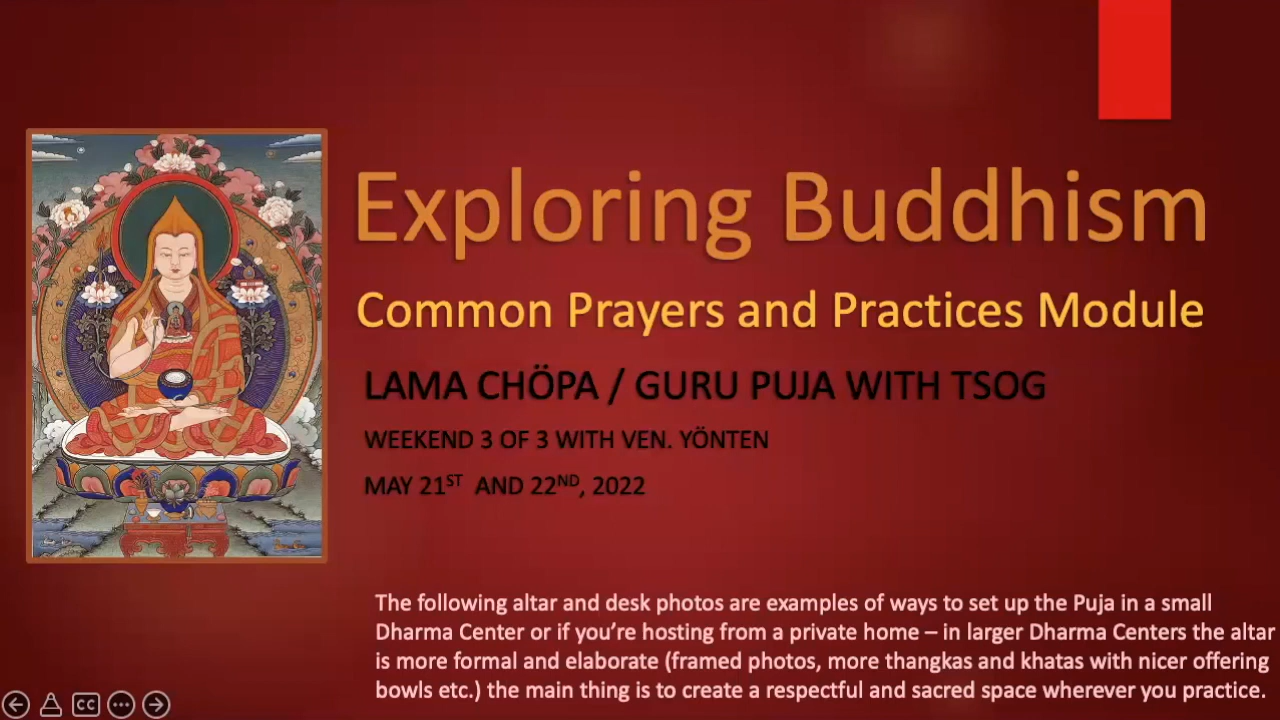 Exploring Buddhism
Common Prayers and Practices Module
LAMA CHÖPA / GURU PUJA WITH TSOG
WEEKEND 3 OF 3 WITH VEN. YÖNTEN
MAY 21ST AND 22ND, 2022
The following altar and desk photos are examples of ways to set up the Puja in a small
Dharma Center or if you're hosting from a private home – in larger Dharma Centers the altar
is more formal and elaborate (framed photos, more thangkas and khatas with nicer offering
bowls etc.) the main thing is to create a respectful and sacred space wherever you practice.
CC